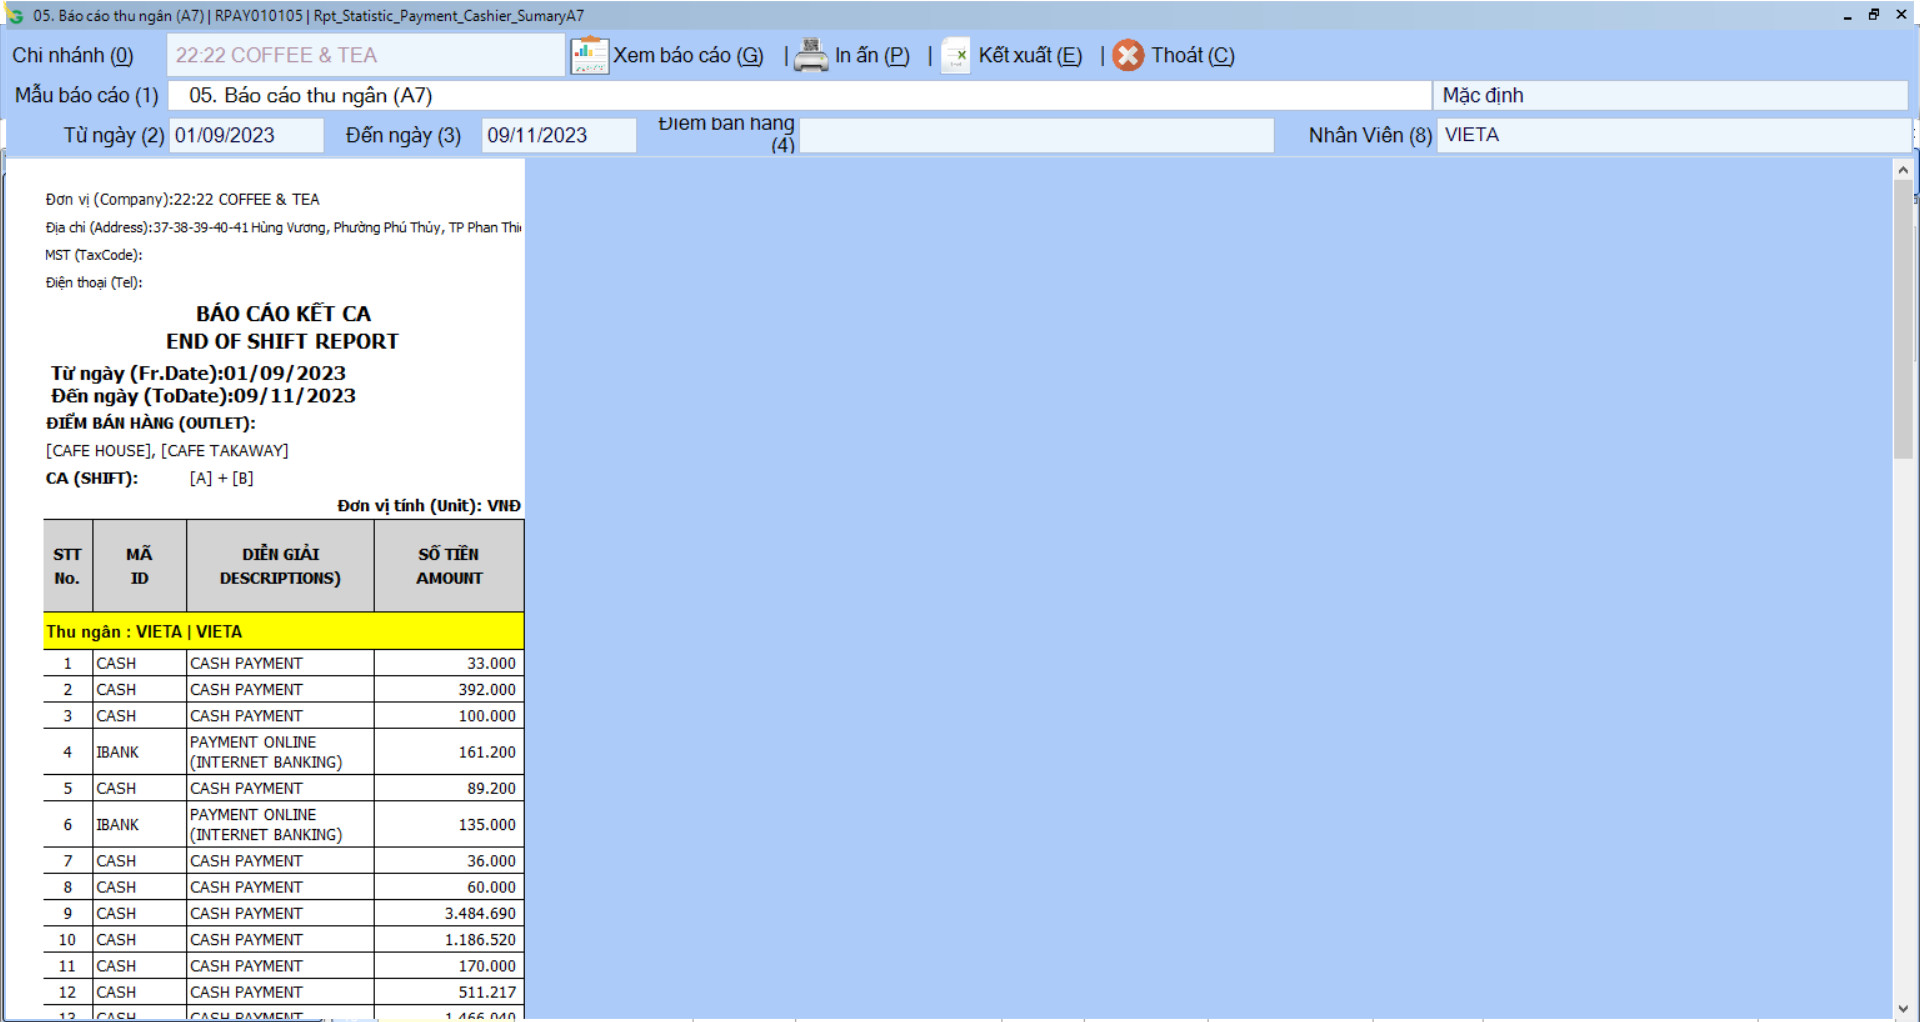 05. Báo cáo thu ngân (A7) | RPAY010105 | Rpt_Statistic_Payment_Cashier_SumaryA7
Chi nhánh (0) 22:22 COFFEE & TEA Xem báo cáo (G) | In ấn (P) | Kết xuất (E) | Thoát (C)
Mẫu báo cáo (1) 05. Báo cáo thu ngân (A7) Mặc định
Từ ngày (2) 01/09/2023 Đến ngày (3) 09/11/2023 Điểm bán hàng (4) Nhân Viên (8) VIETA
Đơn vị (Company):22:22 COFFEE & TEA
Địa chỉ (Address):37-38-39-40-41 Hùng Vương, Phường Phú Thủy, TP Phan
MST (TaxCode):
Điện thoại (Tel):
BÁO CÁO KẾT CA
END OF SHIFT REPORT
Từ ngày (Fr.Date):01/09/2023
Đến ngày (ToDate):09/11/2023
ĐIỂM BÁN HÀNG (OUTLET):
[CAFE HOUSE], [CAFE TAKAWAY]
CA (SHIFT): [A] + [B]
Đơn vị tính (Unit): VNĐ
STT MÃ DIỄN GIẢI SỐ TIỀN
No. ID DESCRIPTIONS) AMOUNT
Thu ngân : VIETA | VIETA
1 CASH CASH PAYMENT 33.000
2 CASH CASH PAYMENT 392.000
3 CASH CASH PAYMENT 100.000
4 IBANK PAYMENT ONLINE (INTERNET BANKING) 161.200
5 CASH CASH PAYMENT 89.200
6 IBANK PAYMENT ONLINE (INTERNET BANKING) 135.000
7 CASH CASH PAYMENT 36.000
8 CASH CASH PAYMENT 60.000
9 CASH CASH PAYMENT 3.484.690
10 CASH CASH PAYMENT 1.186.520
11 CASH CASH PAYMENT 170.000
12 CASH CASH PAYMENT 511.217
13 CASH CASH PAYMENT 1.466.040